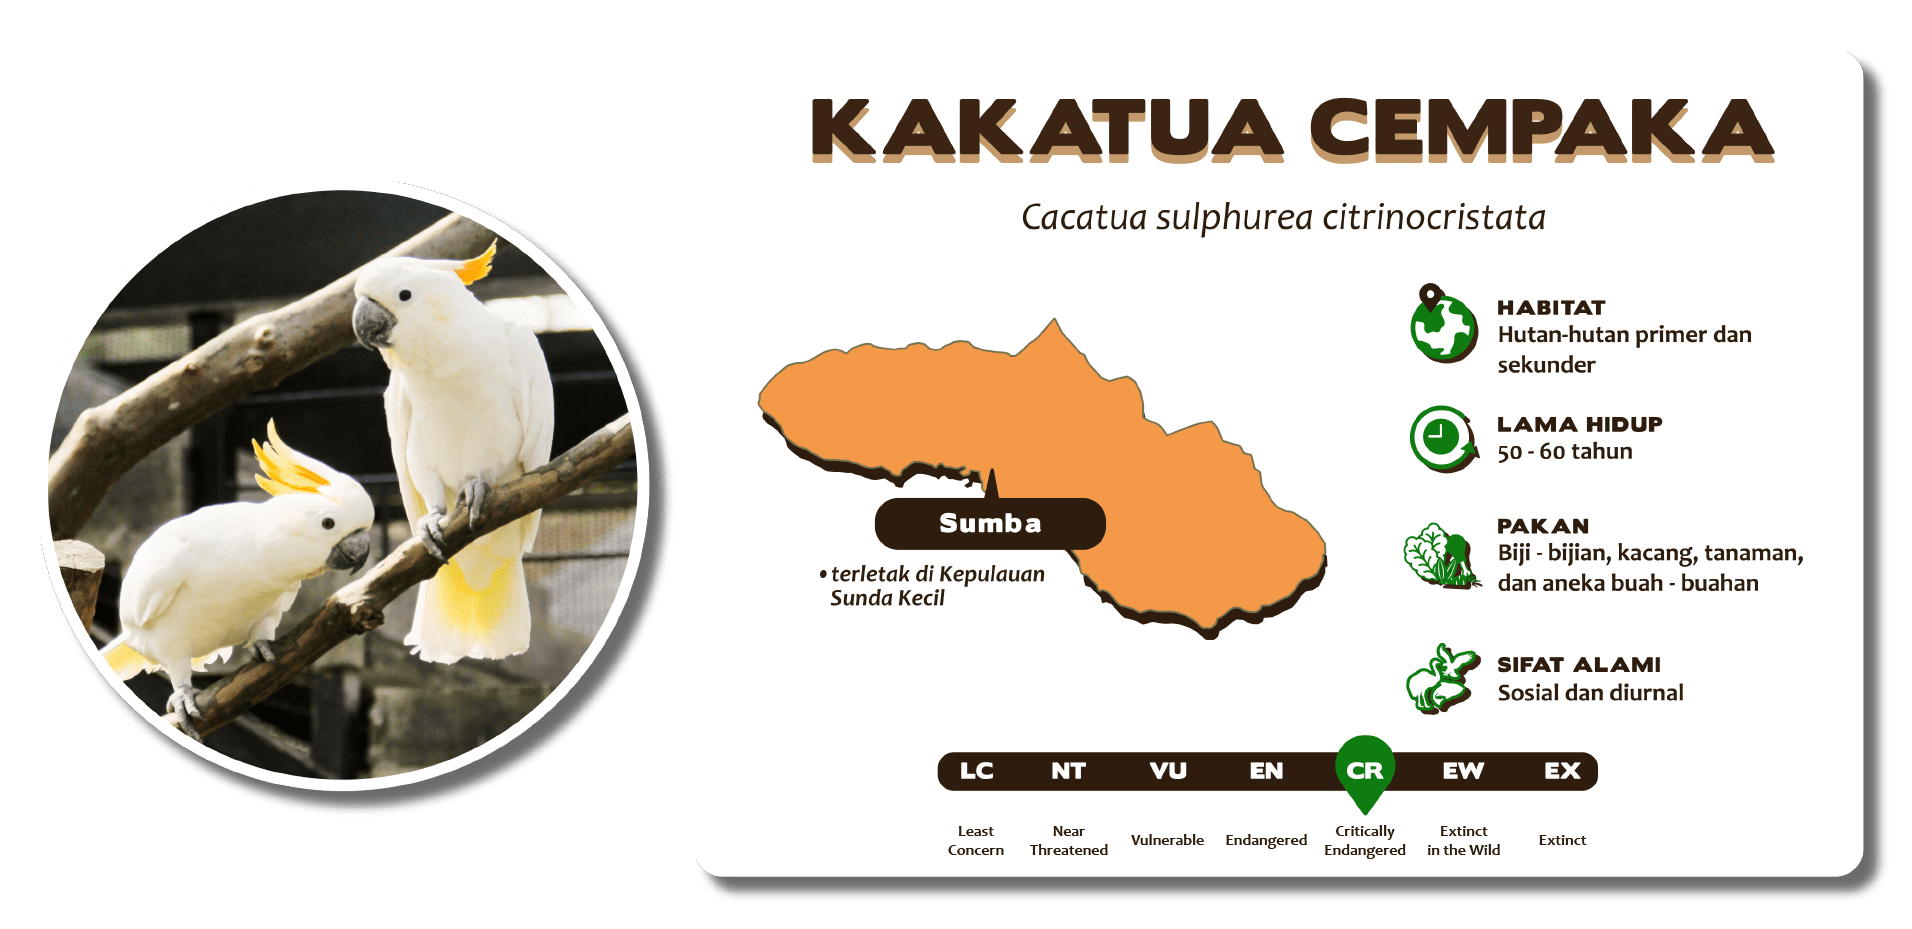 KAKATUA CEMPAKA
Cacatua sulphurea citrinocristata
HABITAT
Hutan-hutan primer dan
sekunder
LAMA HIDUP
50 - 60 tahun
PAKAN
Biji - bijian, kacang, tanaman,
dan aneka buah - buahan
SIFAT ALAMI
Sosial dan diurnal
Sumba
• terletak di Kepulauan
Sunda Kecil
LC NT VU EN CR EW EX
Least Concern
Near Threatened
Vulnerable
Endangered
Critically Endangered
Extinct in the Wild
Extinct